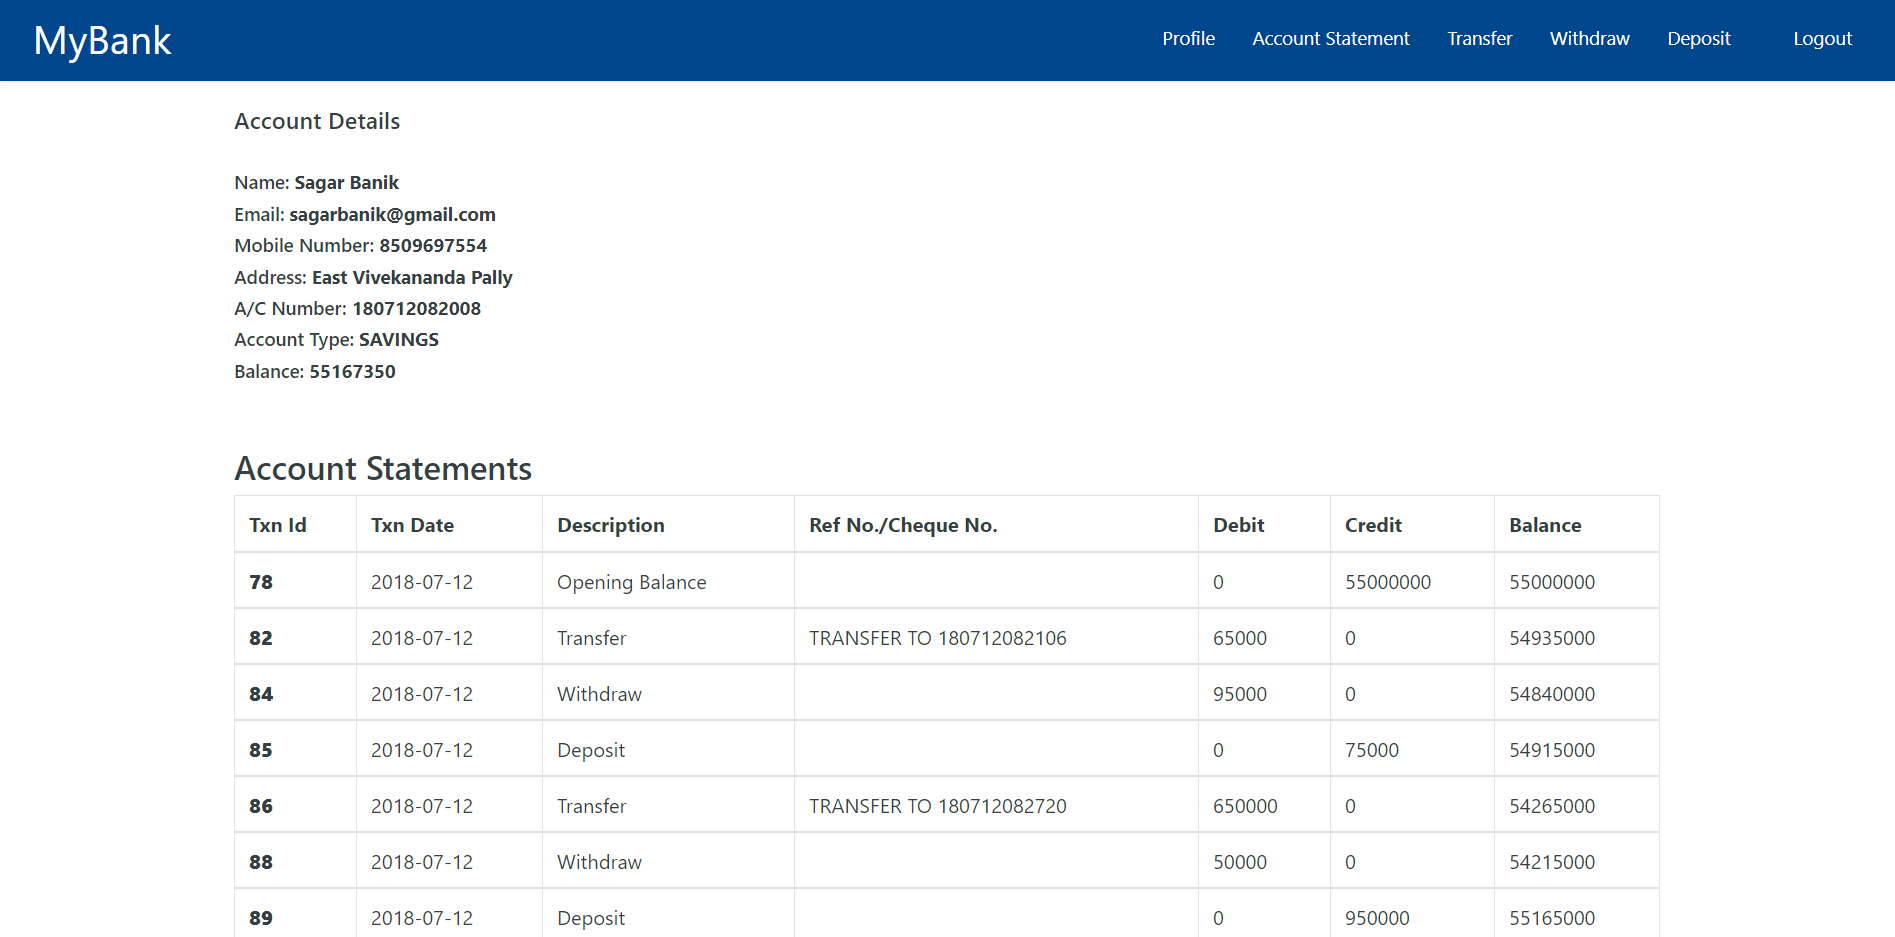 MyBank
Profile Account Statement Transfer Withdraw Deposit Logout
Account Details
Name: Sagar Banik
Email: sagarbanik@gmail.com
Mobile Number: 8509697554
Address: East Vivekananda Pally
A/C Number: 180712082008
Account Type: SAVINGS
Balance: 55167350
Account Statements
Txn Id Txn Date Description Ref No./Cheque No. Debit Credit Balance
78 2018-07-12 Opening Balance 0 55000000 55000000
82 2018-07-12 Transfer TRANSFER TO 180712082106 65000 0 54935000
84 2018-07-12 Withdraw 95000 0 54840000
85 2018-07-12 Deposit 0 75000 54915000
86 2018-07-12 Transfer TRANSFER TO 180712082720 650000 0 54265000
88 2018-07-12 Withdraw 50000 0 54215000
89 2018-07-12 Deposit 0 950000 55165000